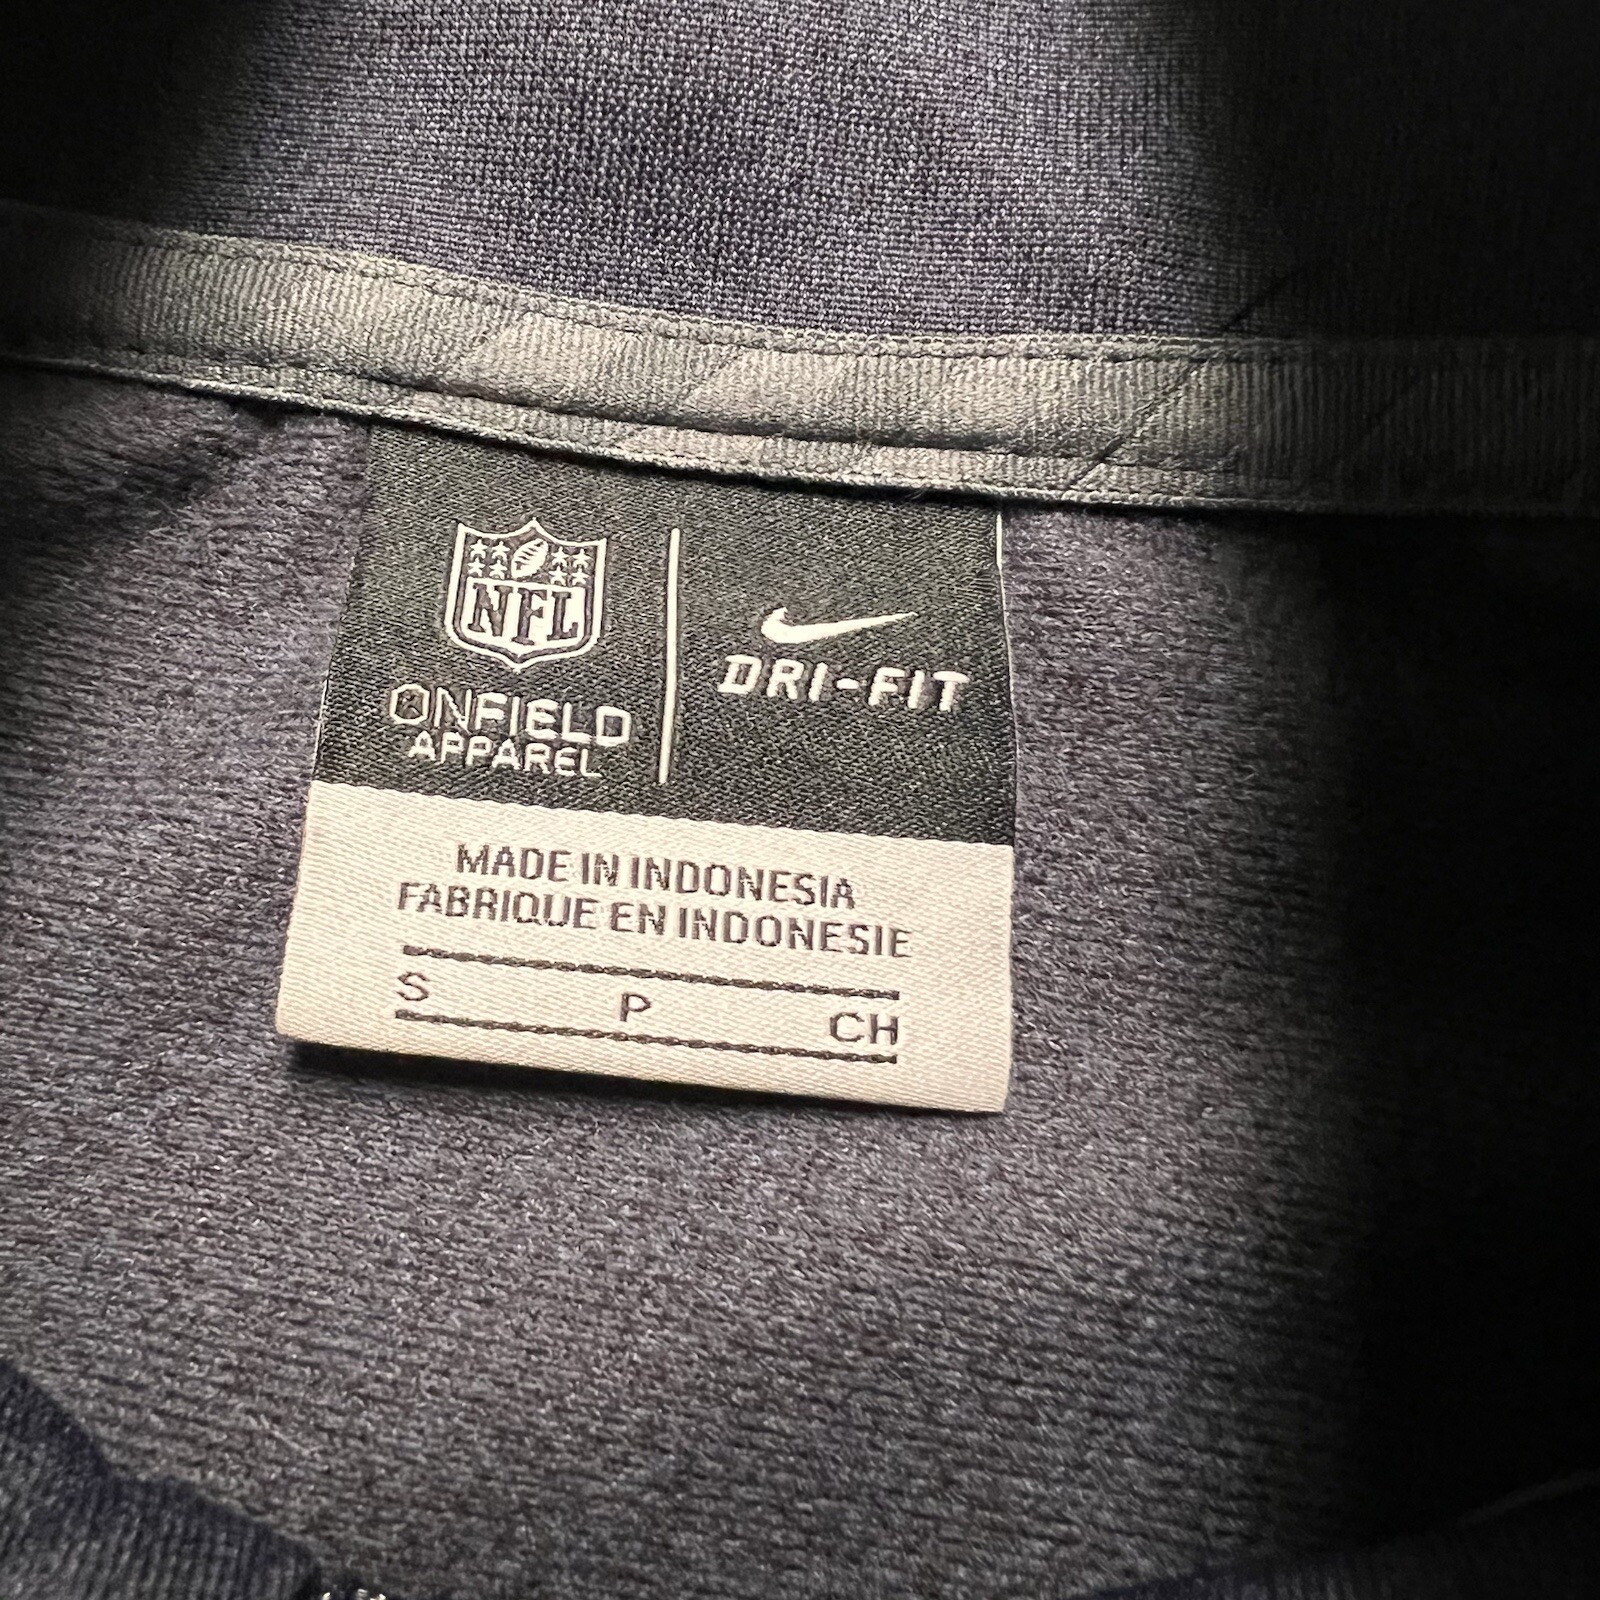 NFL
ONFIELD
APPAREL
DRI-FIT
MADE IN INDONESIA
FABRIQUE EN INDONESIE
S P CH